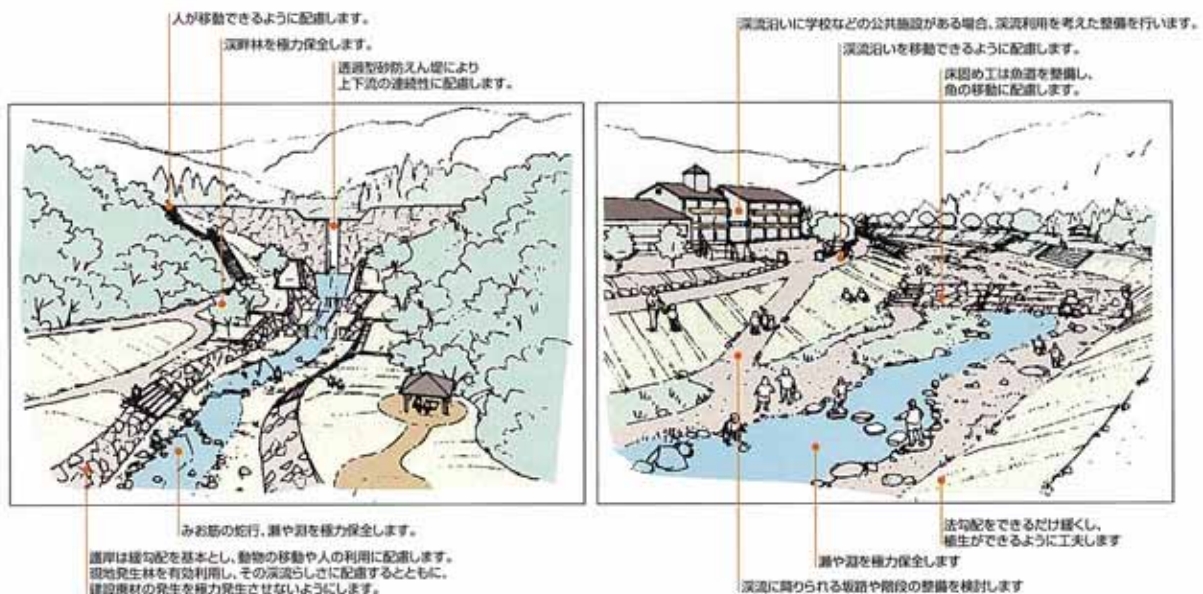 人が移動できるように配慮します。
渓畔林を極力保全します。
透過型砂防えん堤により
上下流の連続性に配慮します。
みお筋の蛇行、瀬や淵を極力保全します。
護岸は緩勾配を基本とし、動物の移動や人の利用に配慮します。
現地発生林を有効利用し、その渓流らしさに配慮するとともに、
建設廃材の発生を極力発生させないようにします。
渓流沿いに学校などの公共施設がある場合、渓流利用を考えた整備を行います。
渓流沿いを移動できるように配慮します。
床固め工は魚道を整備し、
魚の移動に配慮します。
法勾配をできるだけ緩くし、
植生ができるように工夫します
瀬や淵を極力保全します
渓流に降りられる坂路や階段の整備を検討します